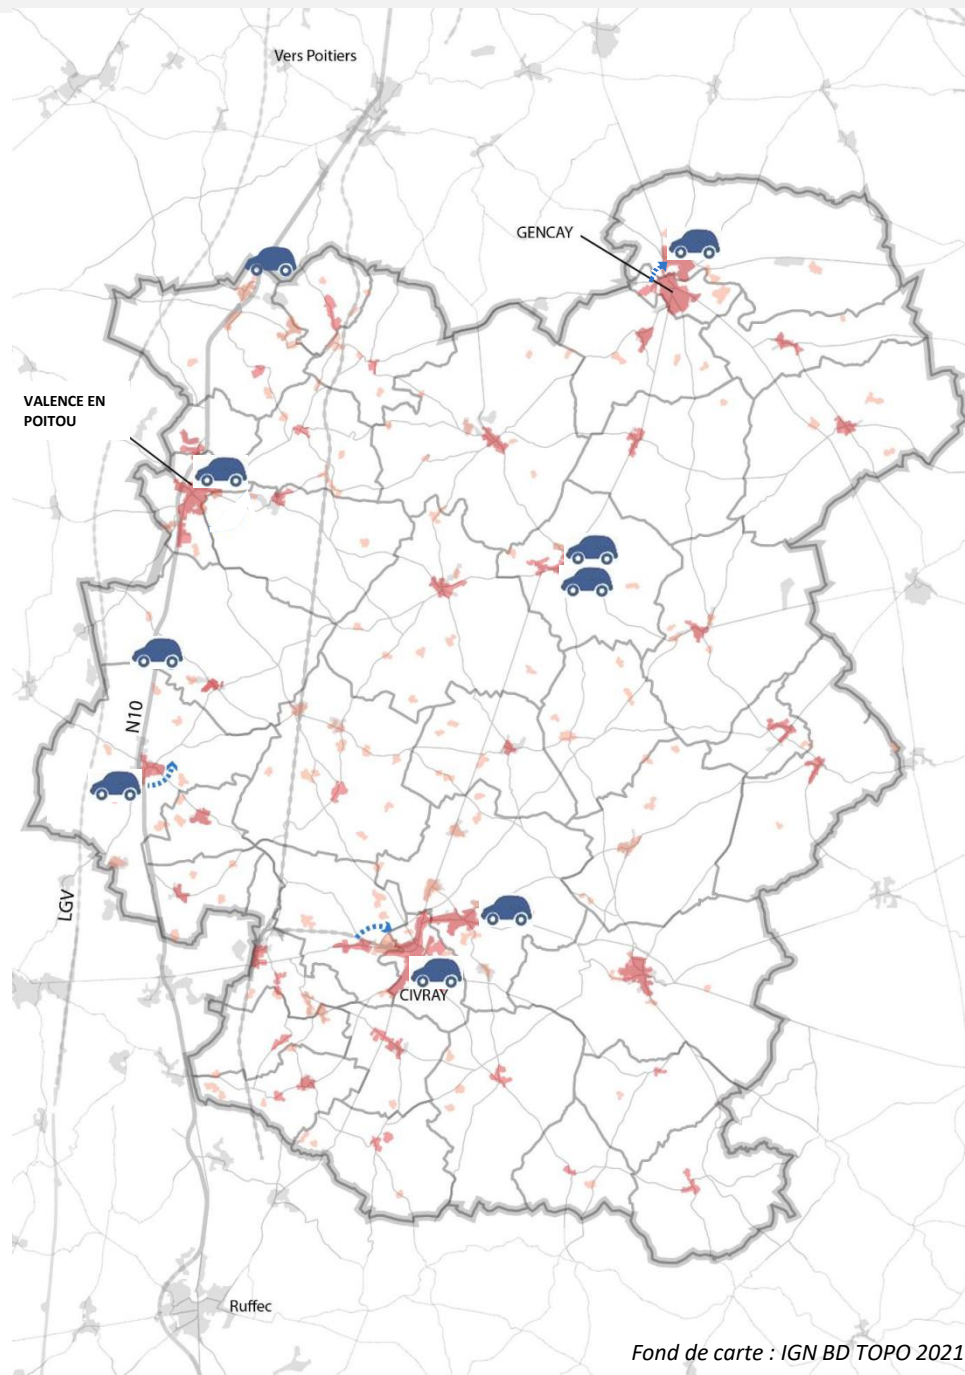 Vers Poitiers
GENCAY
VALENCE EN
POITOU
N10
LGV
CIVRAY
Ruffec
Fond de carte : IGN BD TOPO 2021